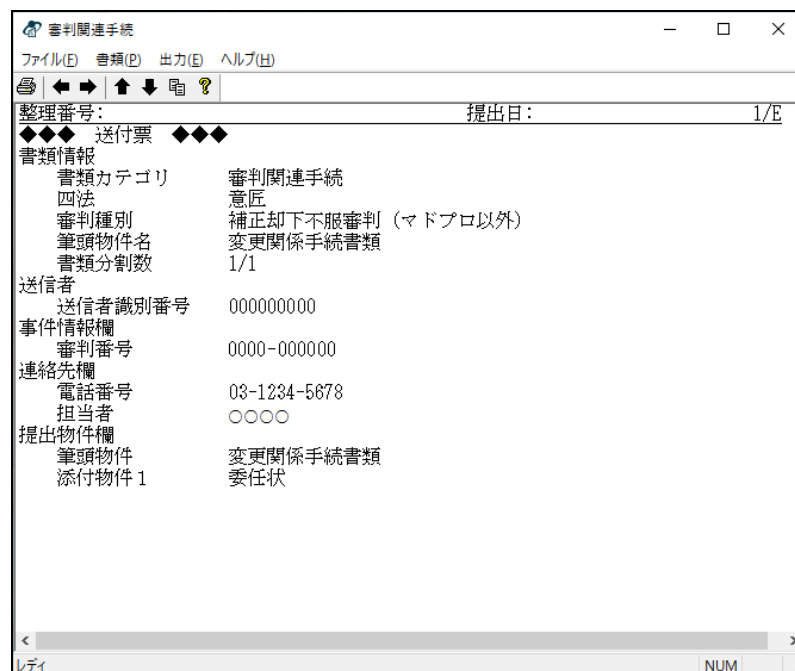 審判関連手続
ファイル(F) 書類(P) 出力(E) ヘルプ(H)
整理番号: 提出日: 1/E
◆◆◆ 送付票 ◆◆◆
書類情報
書類カテゴリ 審判関連手続
四法 意匠
審判種別 補正却下不服審判（マドプロ以外）
筆頭物件名 変更関係手続書類
書類分割数 1/1
送信者
送信者識別番号 000000000
事件情報欄
審判番号 0000-000000
連絡先欄
電話番号 03-1234-5678
担当者 ○○○○
提出物件欄
筆頭物件 変更関係手続書類
添付物件１ 委任状
レディ NUM